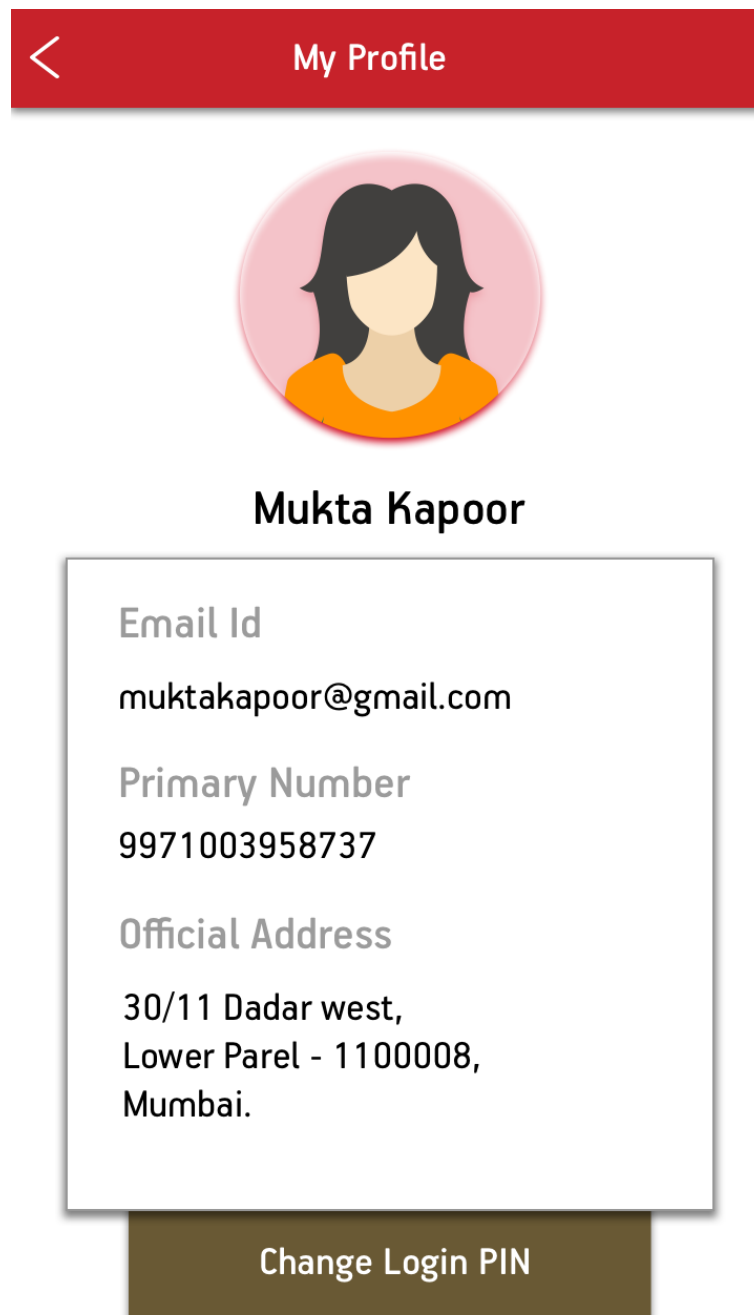 My Profile
Mukta Kapoor
Email Id
muktakapoor@gmail.com
Primary Number
9971003958737
Official Address
30/11 Dadar west,
Lower Parel - 1100008,
Mumbai.
Change Login PIN